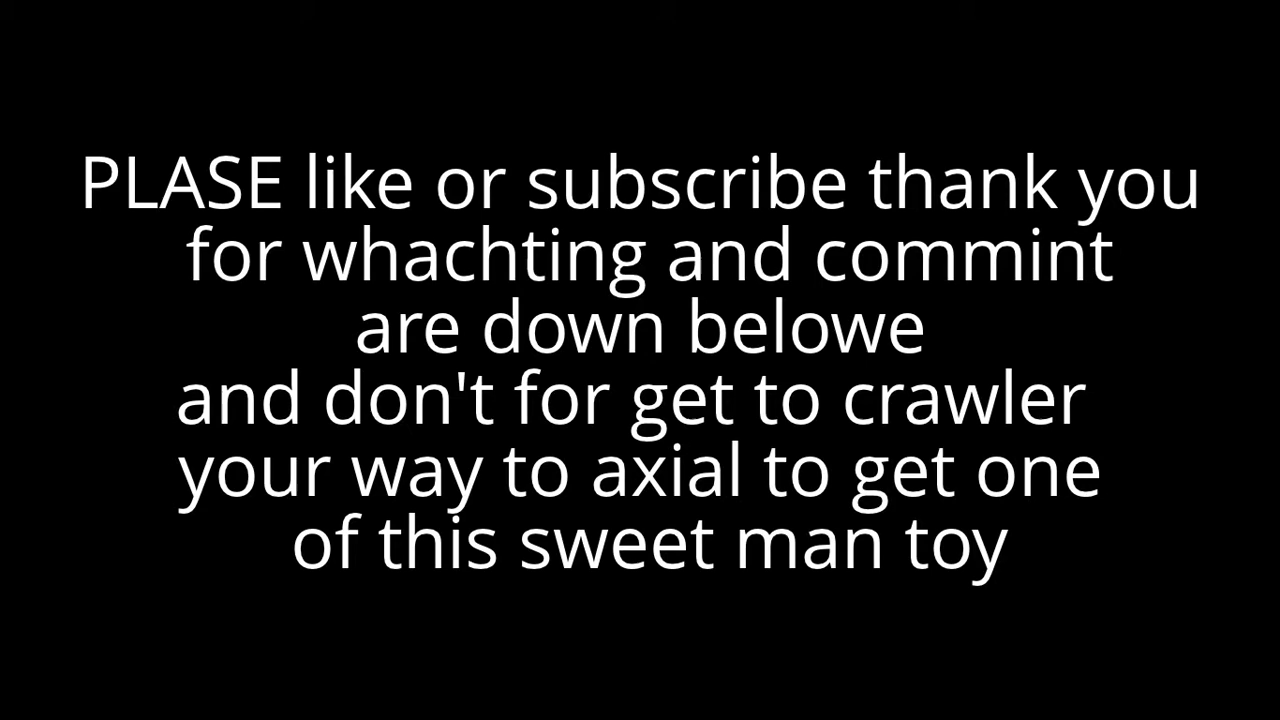 PLASE like or subscribe thank you
for whachting and commint
are down belowe
and don't for get to crawler
your way to axial to get one
of this sweet man toy